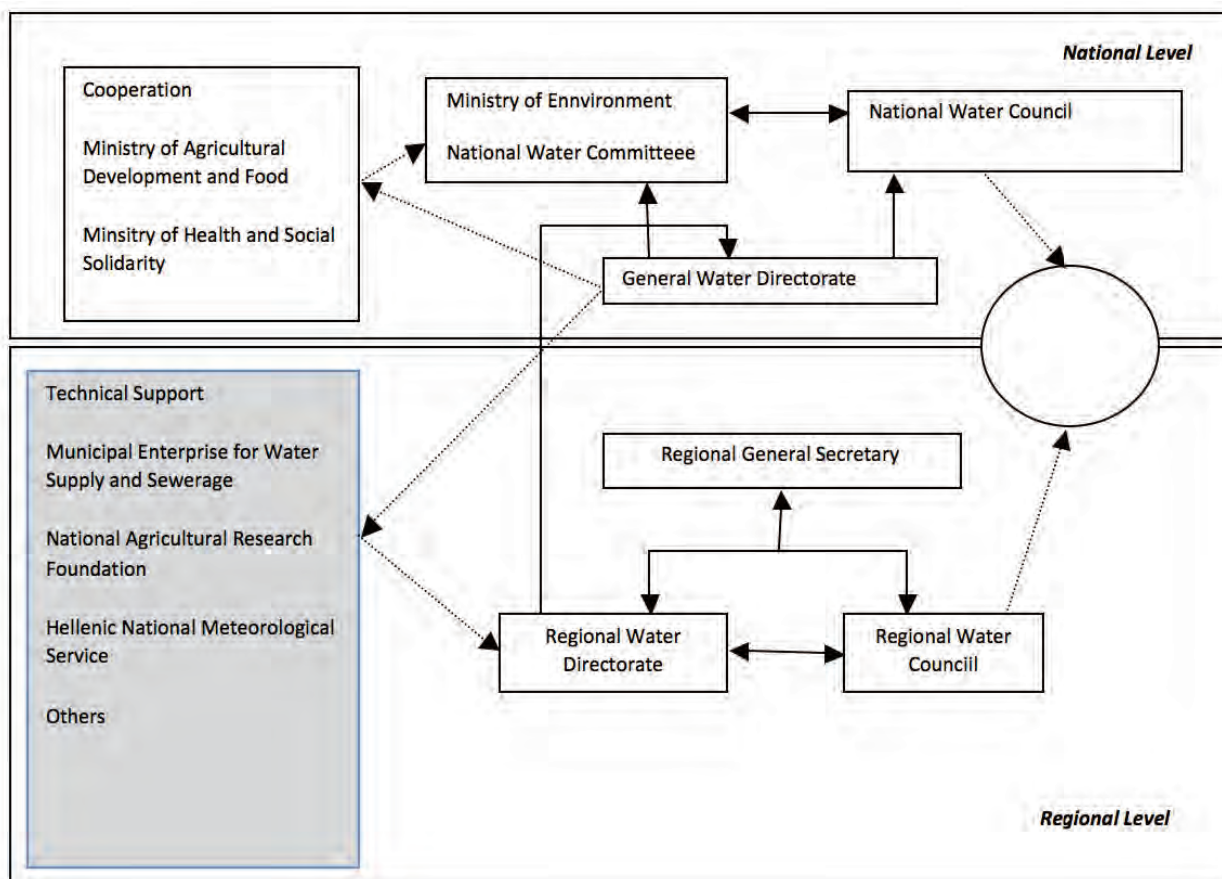 National Level
Cooperation
Ministry of Agricultural
Development and Food
Minsitry of Health and Social
Solidarity
Ministry of Ennvironment
National Water Committeee
National Water Council
General Water Directorate
Technical Support
Municipal Enterprise for Water
Supply and Sewerage
National Agricultural Research
Foundation
Hellenic National Meteorological
Service
Others
Regional General Secretary
Regional Water
Directorate
Regional Water
Counciil
Regional Level